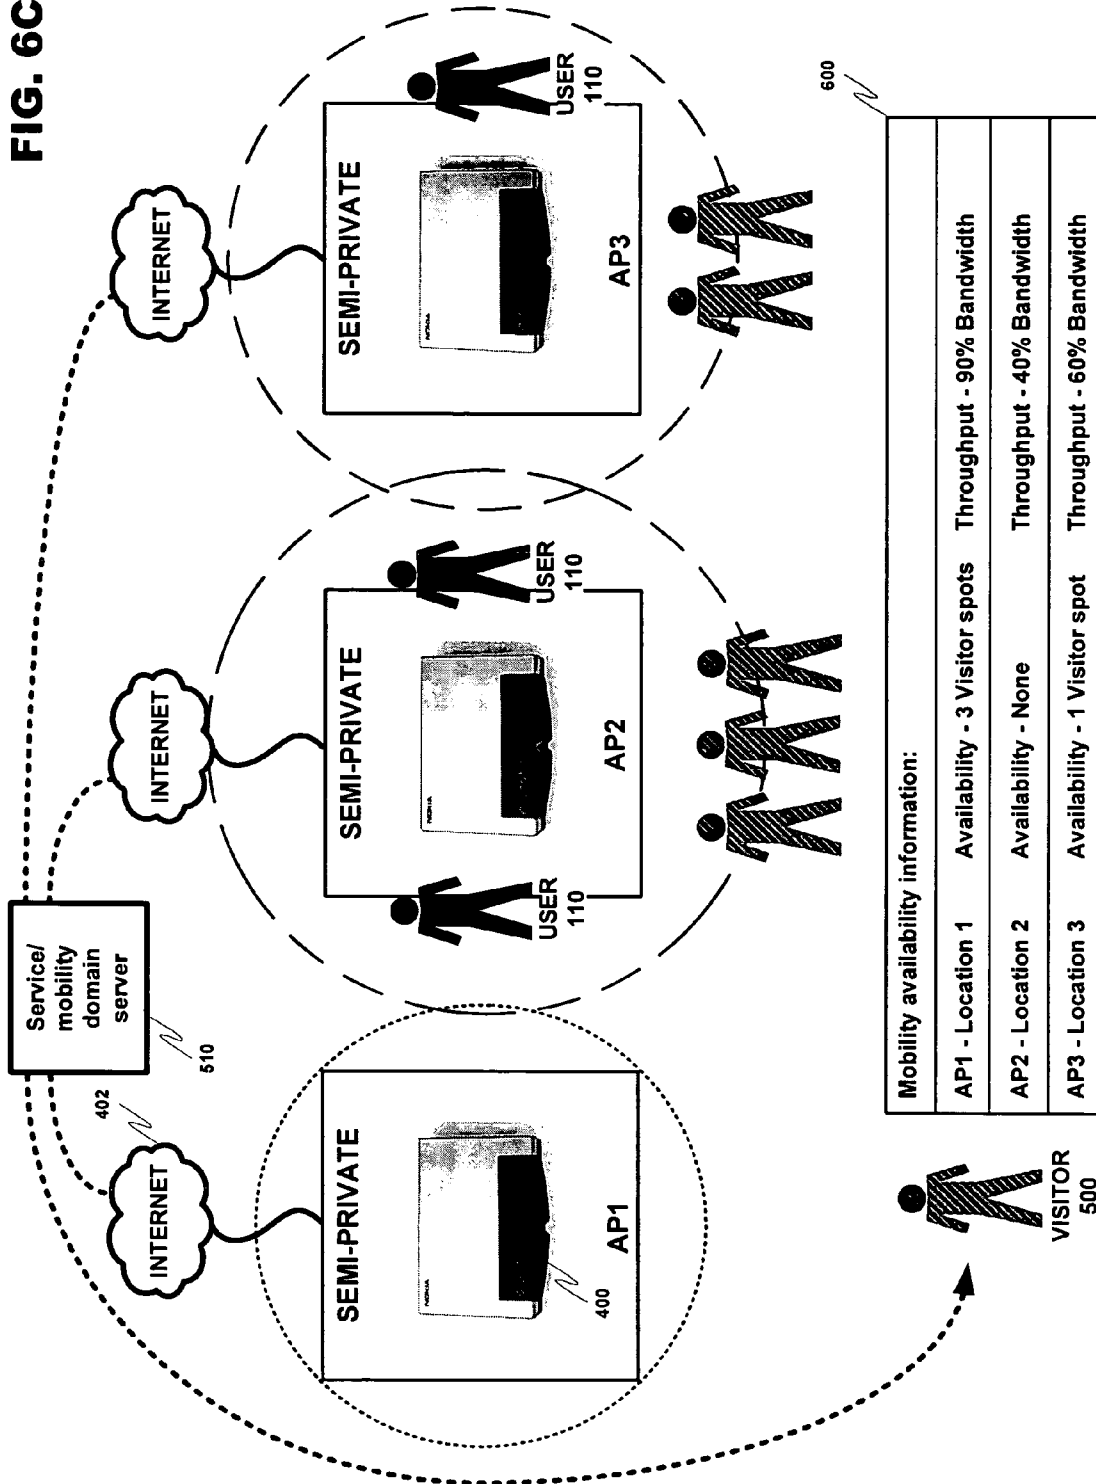 FIG. 6C
Service/
mobility
domain
server
510
402
INTERNET
INTERNET
INTERNET
SEMI-PRIVATE
NOKIA
400
AP1
SEMI-PRIVATE
NOKIA
AP2
USER
110
USER
110
SEMI-PRIVATE
NOKIA
AP3
USER
110
VISITOR
500
600
Mobility availability information:
AP1 - Location 1 Availability - 3 Visitor spots Throughput - 90% Bandwidth
AP2 - Location 2 Availability - None Throughput - 40% Bandwidth
AP3 - Location 3 Availability - 1 Visitor spot Throughput - 60% Bandwidth